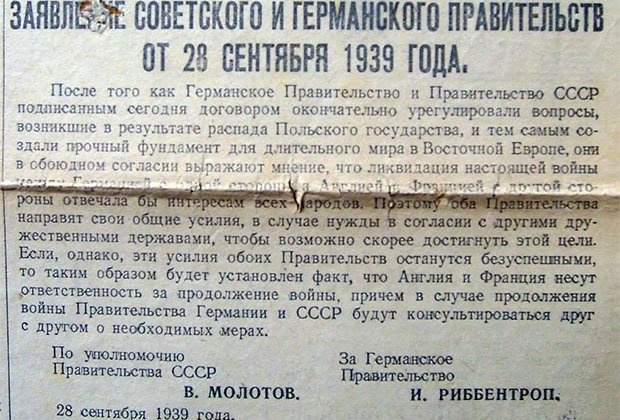 ЗАЯВЛЕНИЕ СОВЕТСКОГО И ГЕРМАНСКОГО ПРАВИТЕЛЬСТВ
ОТ 28 СЕНТЯБРЯ 1939 ГОДА.
После того как Германское Правительство и Правительство СССР
подписанным сегодня договором окончательно урегулировали вопросы,
возникшие в результате распада Польского государства, и тем самым со-
здали прочный фундамент для длительного мира в Восточной Европе, они
в обоюдном согласии выражают мнение, что ликвидация настоящей войны
между Германией с одной стороны и Англией и Францией с другой сто-
роны отвечала бы интересам всех народов. Поэтому оба Правительства
направят свои общие усилия, в случае нужды в согласии с другими дру-
жественными державами, чтобы возможно скорее достигнуть этой цели.
Если, однако, эти усилия обоих Правительств останутся безуспешными,
то таким образом будет установлен факт, что Англия и Франция несут
ответственность за продолжение войны, причем в случае продолжения
войны Правительства Германии и СССР будут консультироваться друг
с другом о необходимых мерах.
По уполномочию
Правительства СССР
В. МОЛОТОВ.
За Германское
Правительство
И. РИББЕНТРОП.
28 сентября 1939 года.